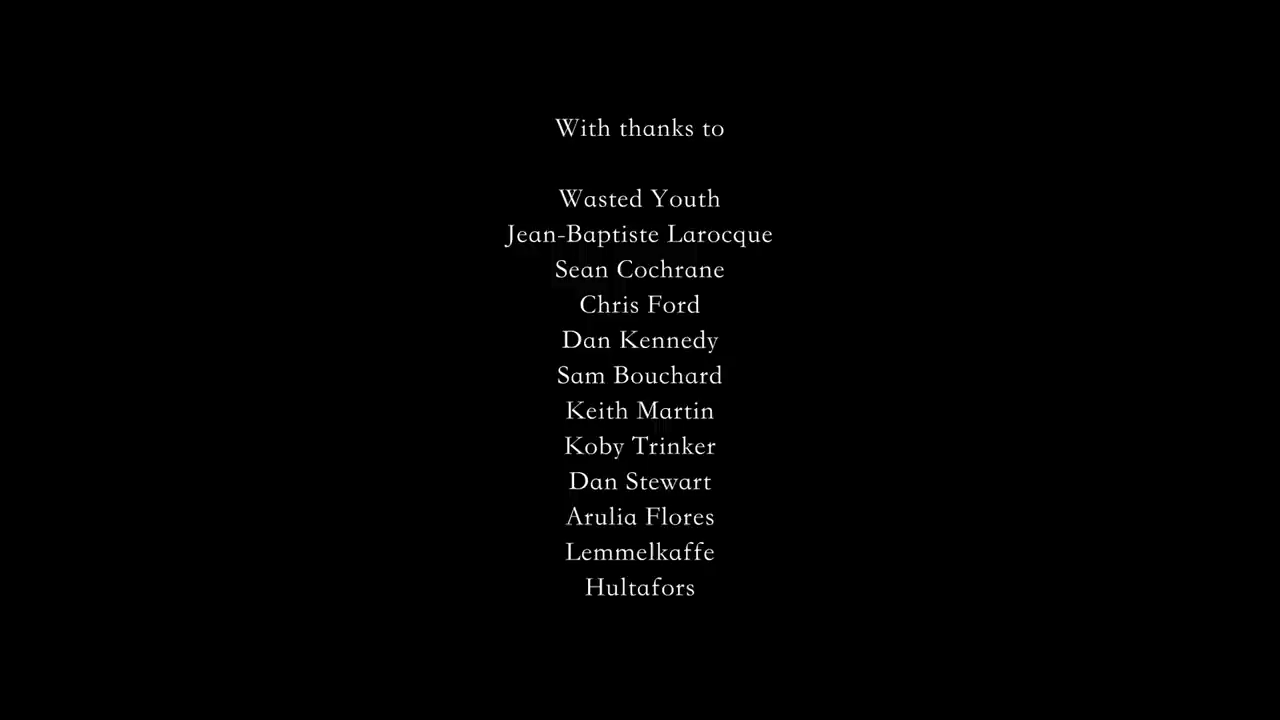 With thanks to
Wasted Youth
Jean-Baptiste Larocque
Sean Cochrane
Chris Ford
Dan Kennedy
Sam Bouchard
Keith Martin
Koby Trinker
Dan Stewart
Arulia Flores
Lemmelkaffe
Hultafors